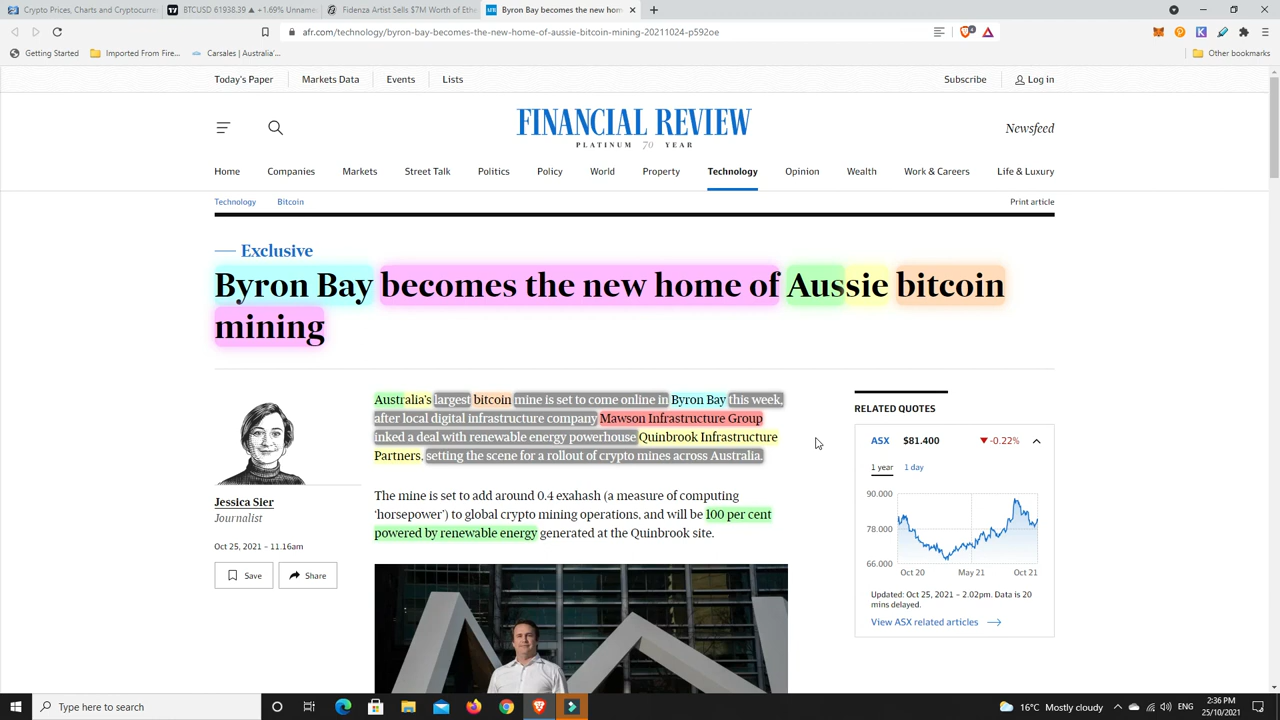 Crypto Prices, Charts and Cryptocurr
BTCUSD 61938.39 ▲ +1.69% Unname
Fidenza Artist Sells $7M Worth of Ethe
Byron Bay becomes the new home
afr.com/technology/byron-bay-becomes-the-new-home-of-aussie-bitcoin-mining-20211024-p592oe
Getting Started
Imported From Fire...
Carsales | Australia'...
Other bookmarks
Today's Paper
Markets Data
Events
Lists
Subscribe
Log in
FINANCIAL REVIEW
PLATINUM 70 YEAR
Newsfeed
Home
Companies
Markets
Street Talk
Politics
Policy
World
Property
Technology
Opinion
Wealth
Work & Careers
Life & Luxury
Technology
Bitcoin
Print article
Exclusive
Byron Bay becomes the new home of Aussie bitcoin
mining
Jessica Sier
Journalist
Oct 25, 2021 – 11.16am
Save
Share
Australia's largest bitcoin mine is set to come online in Byron Bay this week,
after local digital infrastructure company Mawson Infrastructure Group
inked a deal with renewable energy powerhouse Quinbrook Infrastructure
Partners, setting the scene for a rollout of crypto mines across Australia.
The mine is set to add around 0.4 exahash (a measure of computing
'horsepower') to global crypto mining operations, and will be 100 per cent
powered by renewable energy generated at the Quinbrook site.
RELATED QUOTES
ASX $81.400 ▼-0.22%
1 year 1 day
90.000
78.000
66.000
Oct 20 May 21 Oct 21
Updated: Oct 25, 2021 – 2.02pm. Data is 20
mins delayed.
View ASX related articles
Type here to search
16°C Mostly cloudy
ENG
2:36 PM
25/10/2021